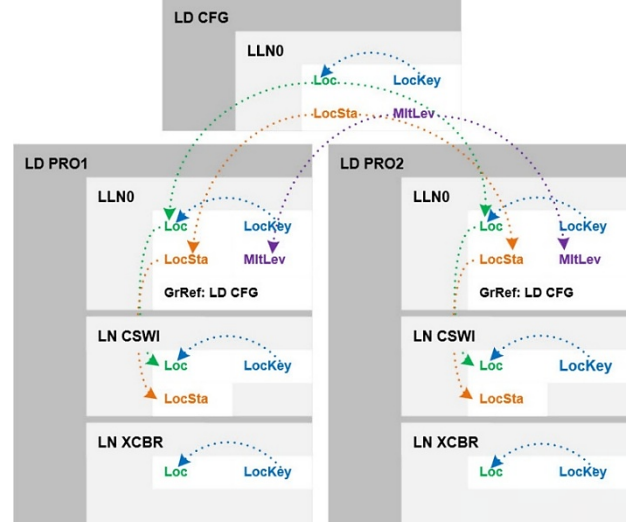 LD CFG
LLN0
Loc LocKey
LocSta MltLev
LD PRO1
LLN0
Loc LocKey
LocSta MltLev
GrRef: LD CFG
LN CSWI
Loc LocKey
LocSta
LN XCBR
Loc LocKey
LD PRO2
LLN0
Loc LocKey
LocSta MltLev
GrRef: LD CFG
LN CSWI
Loc LocKey
LocSta
LN XCBR
Loc LocKey